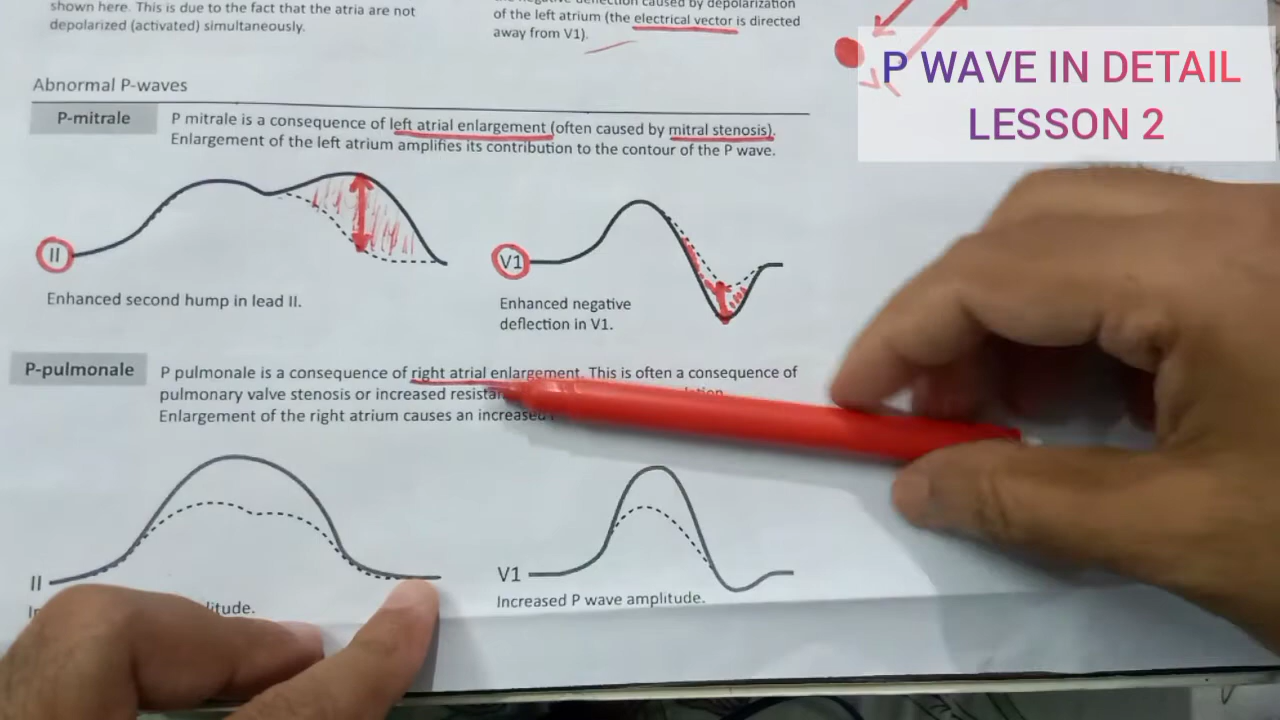 shown here. This is due to the fact that the atria are not
depolarized (activated) simultaneously.
deflection caused by depolarization
of the left atrium (the electrical vector is directed
away from V1).
P WAVE IN DETAIL
LESSON 2
Abnormal P-waves
P-mitrale
P mitrale is a consequence of left atrial enlargement (often caused by mitral stenosis).
Enlargement of the left atrium amplifies its contribution to the contour of the P wave.
II
V1
Enhanced second hump in lead II.
Enhanced negative
deflection in V1.
P-pulmonale
P pulmonale is a consequence of right atrial enlargement. This is often a consequence of
pulmonary valve stenosis or increased
Enlargement of the right atrium causes an increased
II
V1
Increased P wave amplitude.